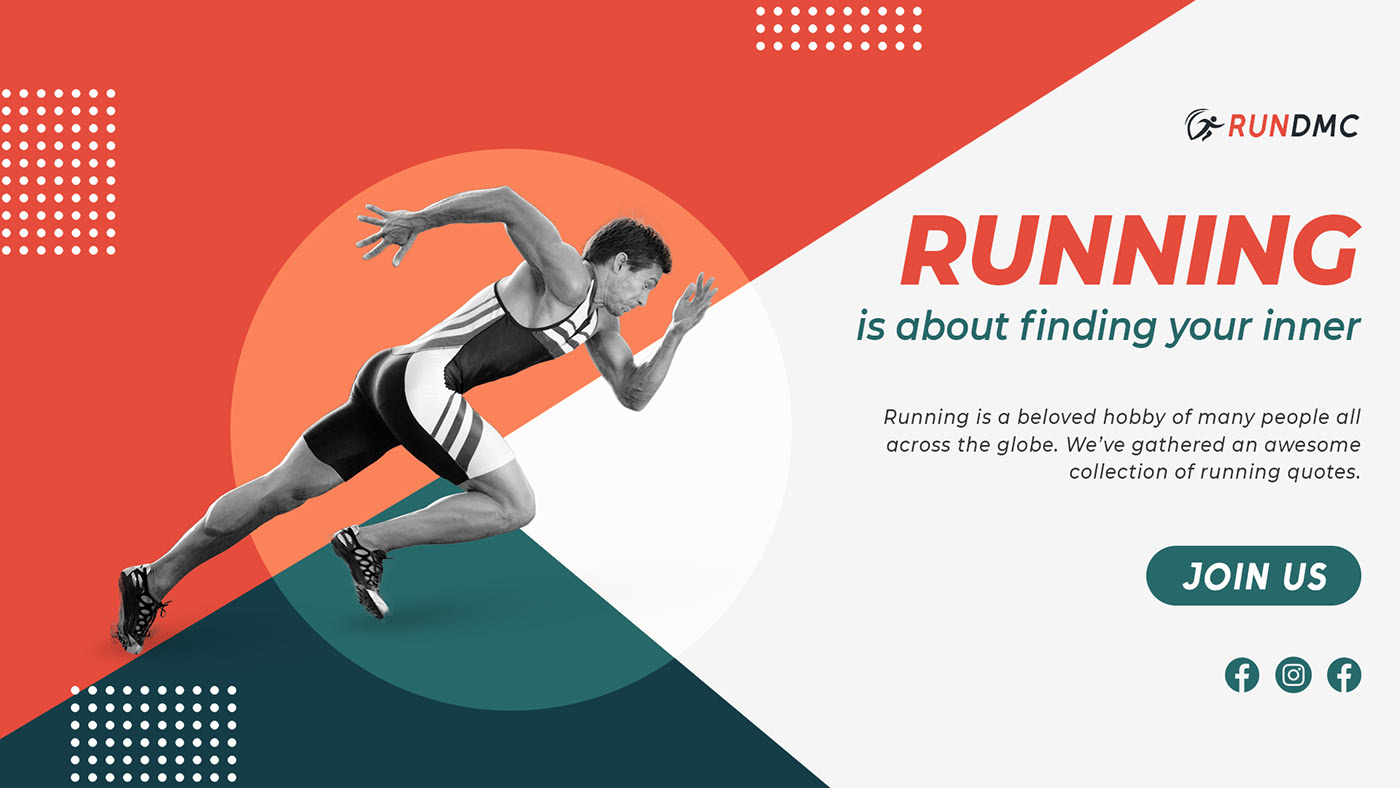 RUNDMC
RUNNING
is about finding your inner
Running is a beloved hobby of many people all
across the globe. We’ve gathered an awesome
collection of running quotes.
JOIN US